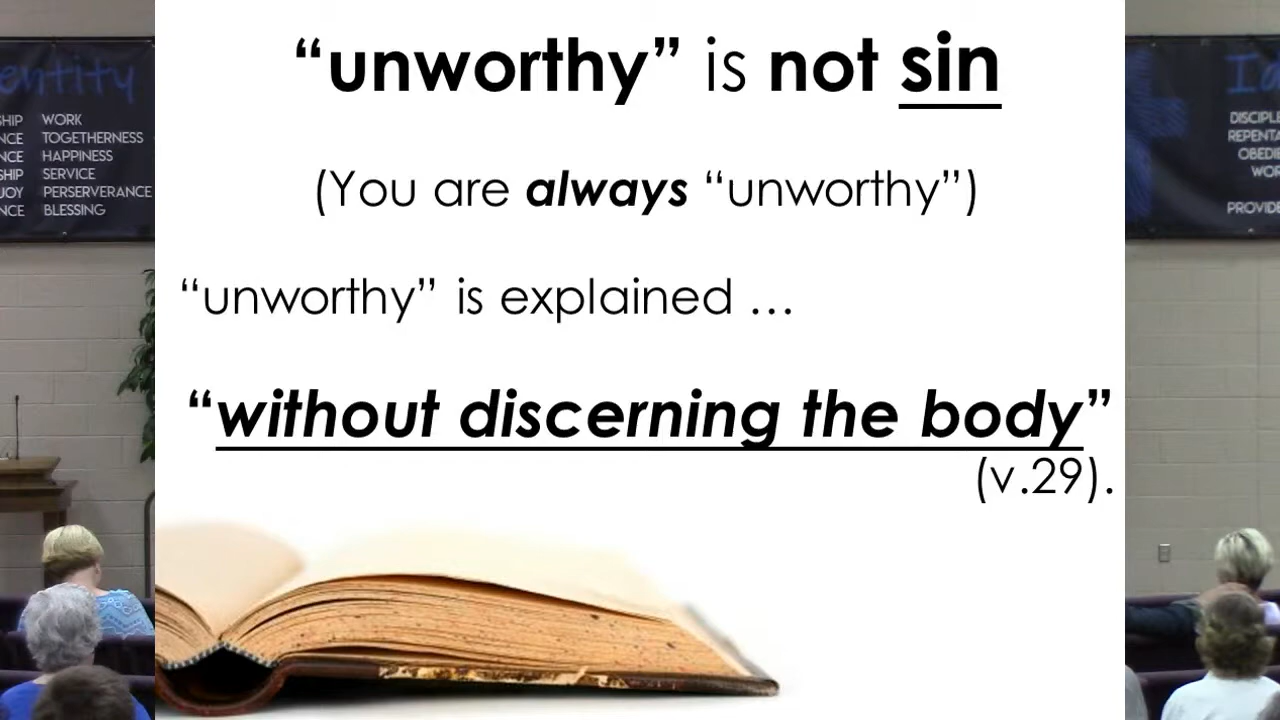 “unworthy” is not sin
(You are always “unworthy”)
“unworthy” is explained …
“without discerning the body”
(v.29).
WORK
TOGETHERNESS
HAPPINESS
SERVICE
PERSERVERANCE
BLESSING